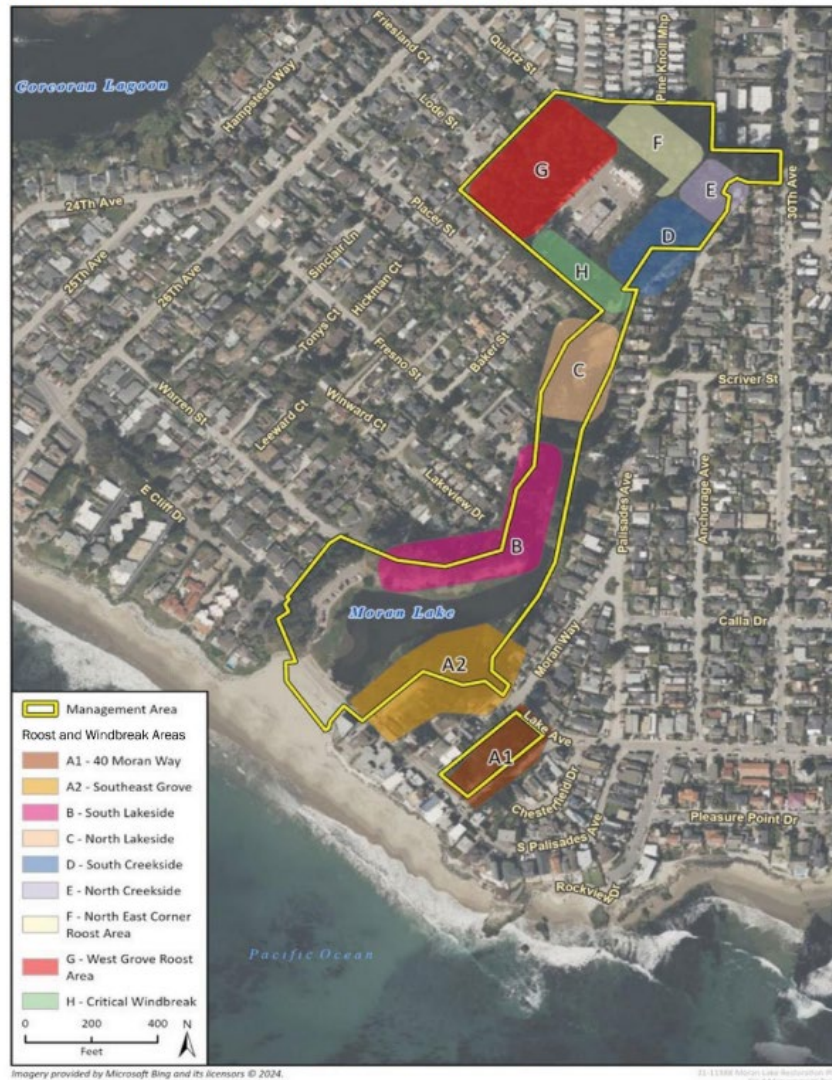 Friesland Ct
Quartz St
Pine Knoll Mhp
Corcoran Lagoon
Hampstead Way
Lode St
F
G
E
30Th Ave
24Th Ave
Placer St
D
25Th Ave
26Th Ave
Sinclair Ln
Hickman Ct
H
Tonys Ct
Fresno St
Baker St
C
Scriver St
Warren St
Leeward Ct
Winward Ct
Lakeview Dr
Palisades Ave
Anchorage Ave
E Cliff Dr
B
Moran Lake
Calla Dr
A2
Moran Way
Lake Ave
A1
Chesterfield Dr
Pleasure Point Dr
S Palisades Ave
Rockview Dr
Pacific Ocean
Management Area
Roost and Windbreak Areas
A1 - 40 Moran Way
A2 - Southeast Grove
B - South Lakeside
C - North Lakeside
D - South Creekside
E - North Creekside
F - North East Corner
Roost Area
G - West Grove Roost
Area
H - Critical Windbreak
0 200 400 N
Feet
Imagery provided by Microsoft Bing and its licensors © 2024.